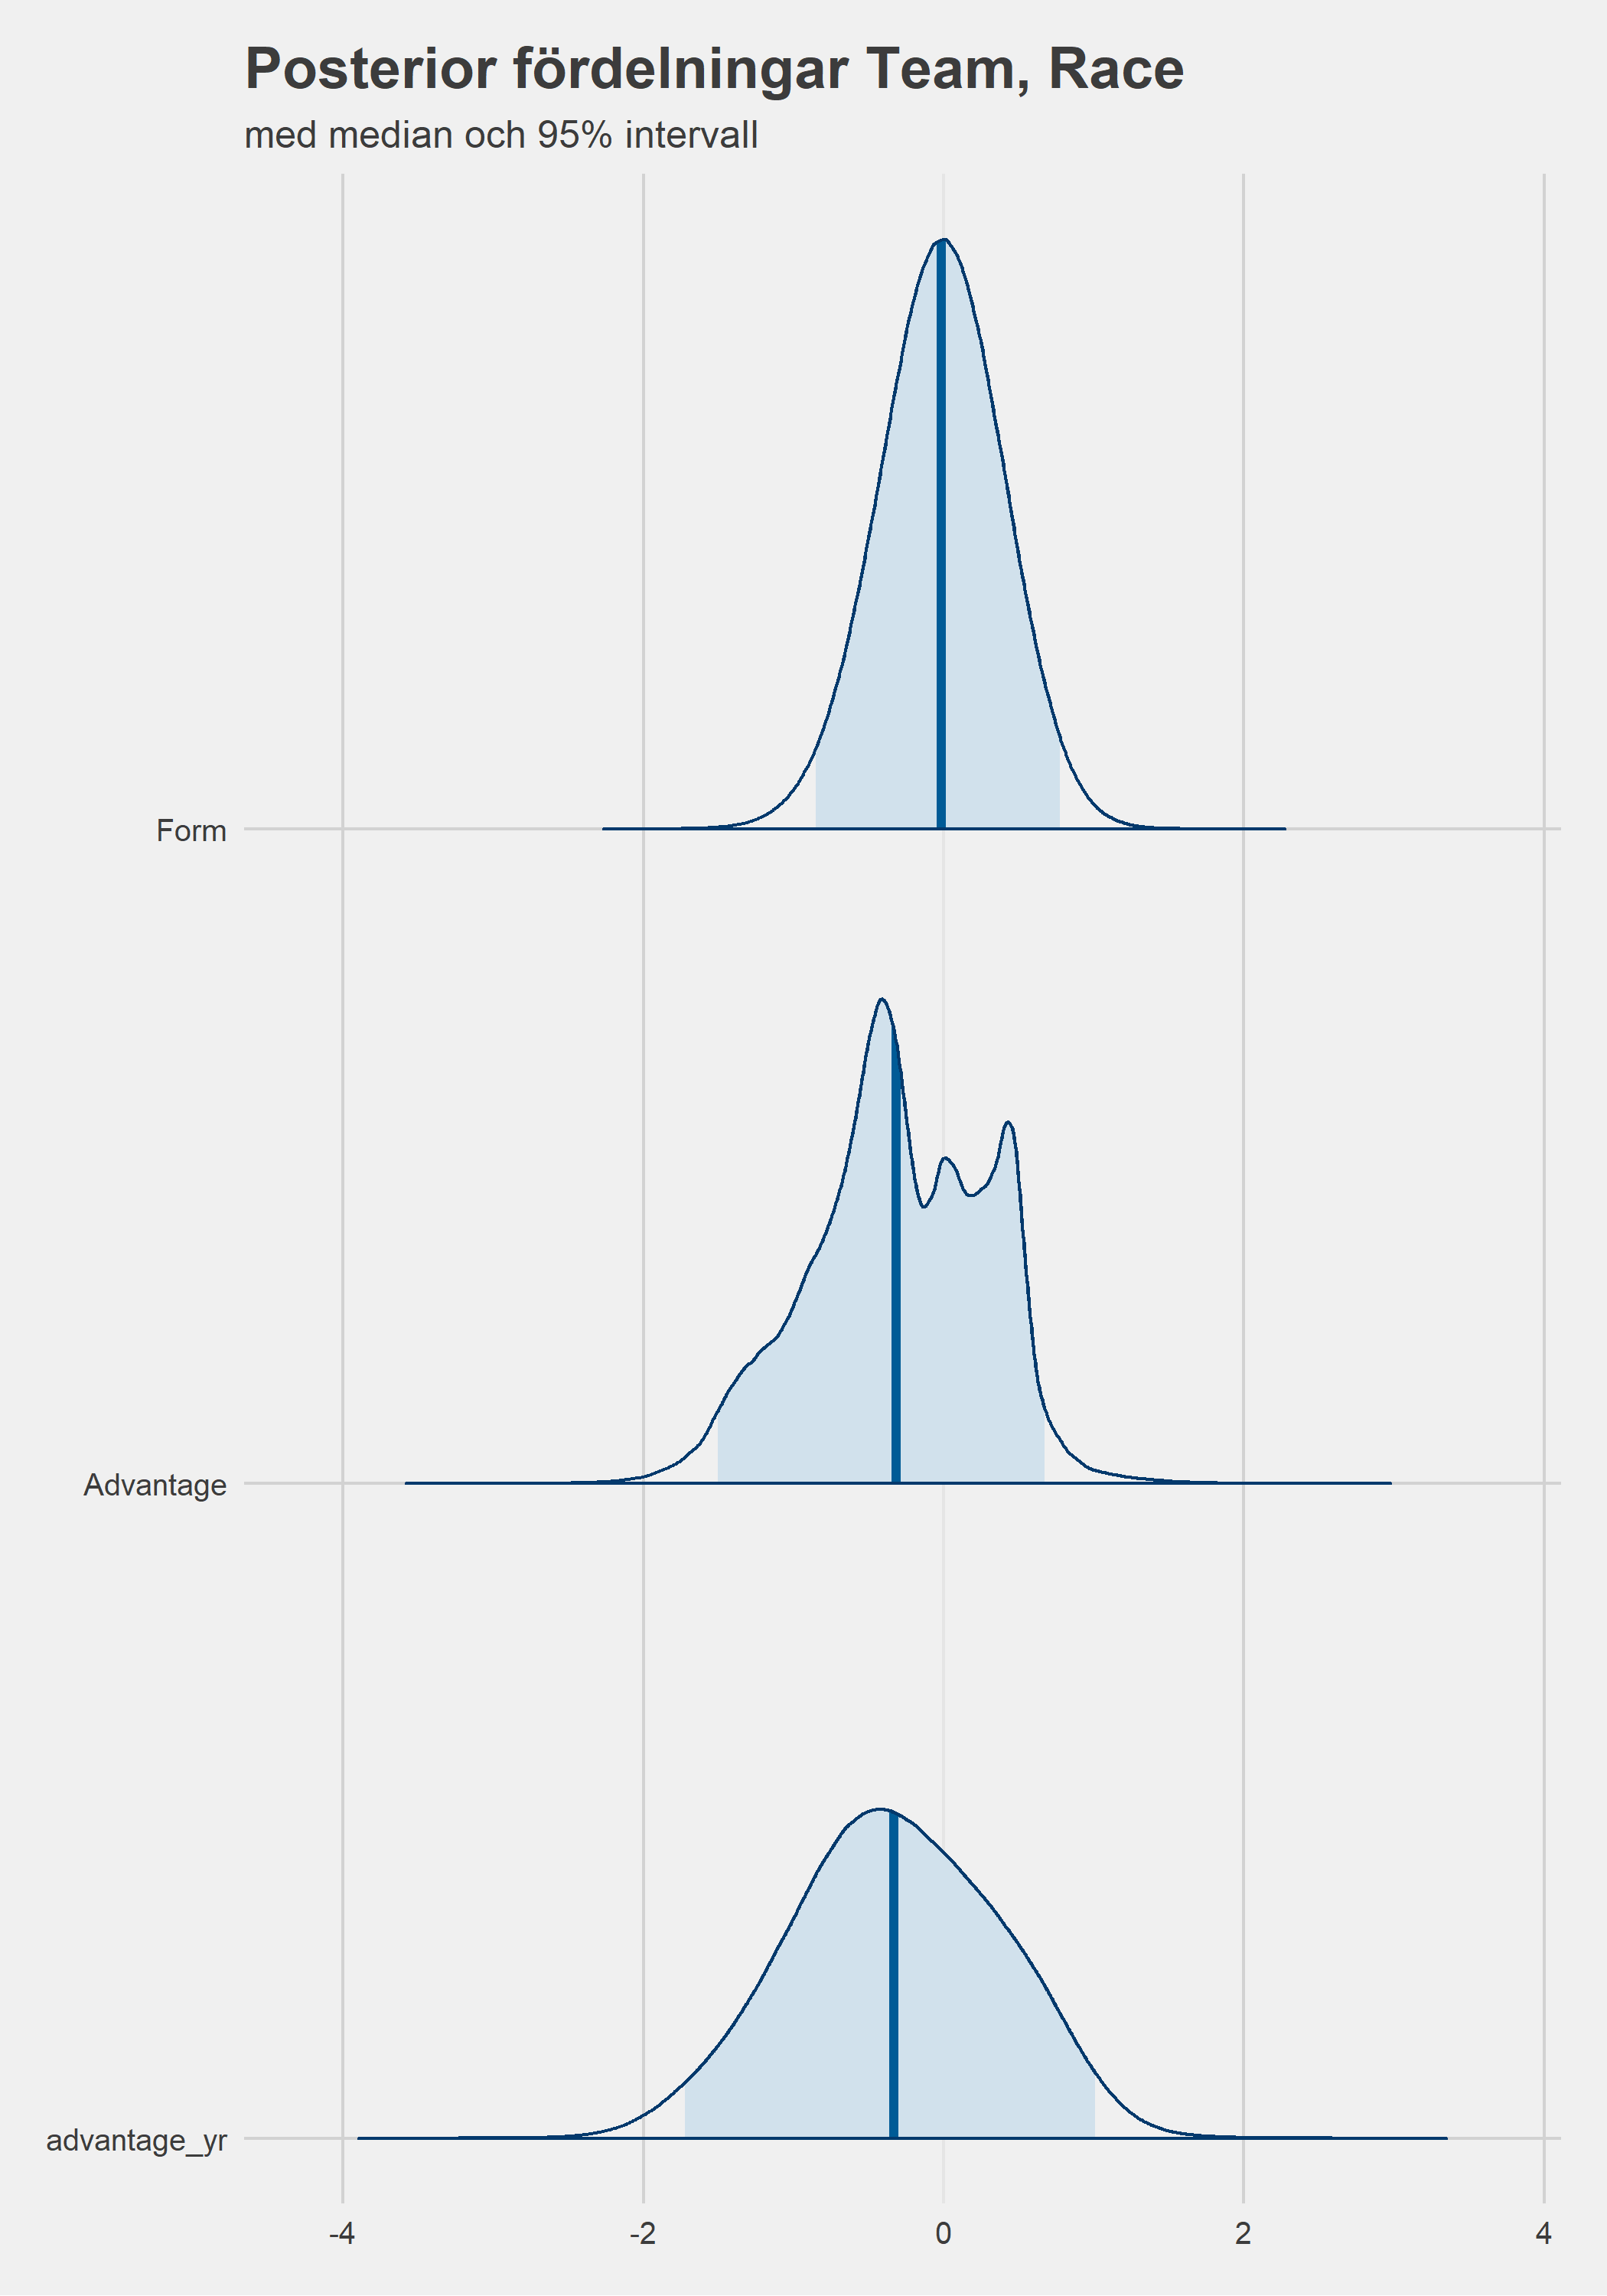 Posterior fördelningar Team, Race
med median och 95% intervall
Form
Advantage
advantage_yr
-4 -2 0 2 4